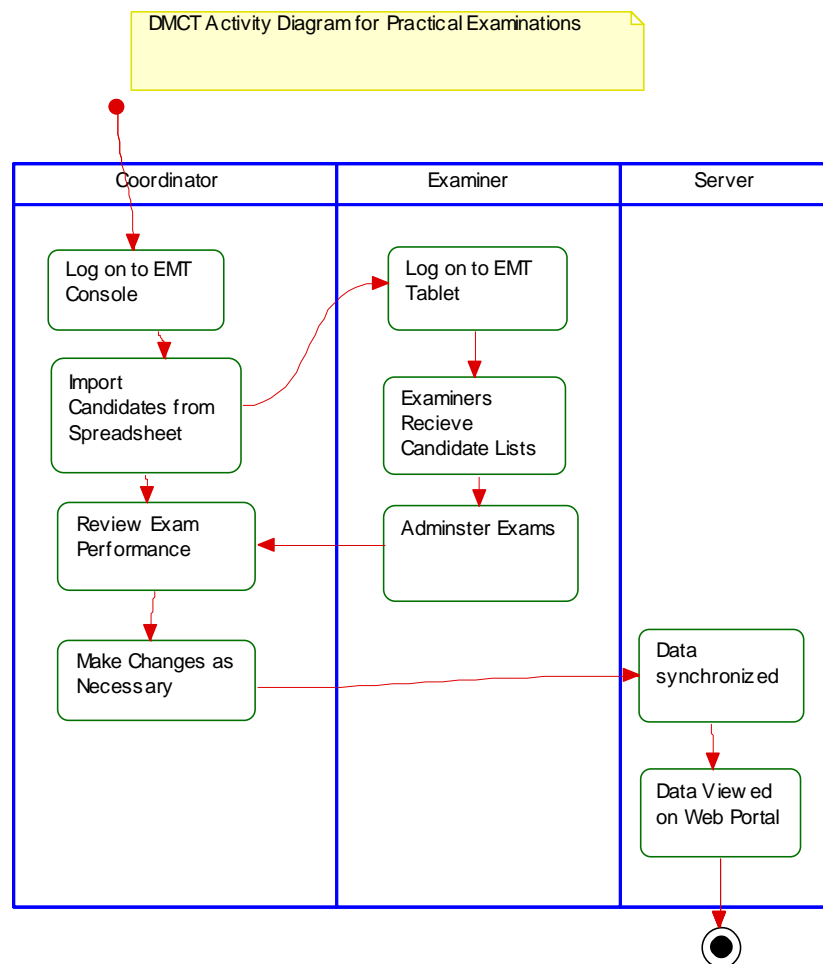 DMCT Activity Diagram for Practical Examinations
Coordinator
Examiner
Server
Log on to EMT
Console
Log on to EMT
Tablet
Import
Candidates from
Spreadsheet
Examiners
Recieve
Candidate Lists
Review Exam
Performance
Adminster Exams
Make Changes as
Necessary
Data
synchronized
Data Viewed
on Web Portal